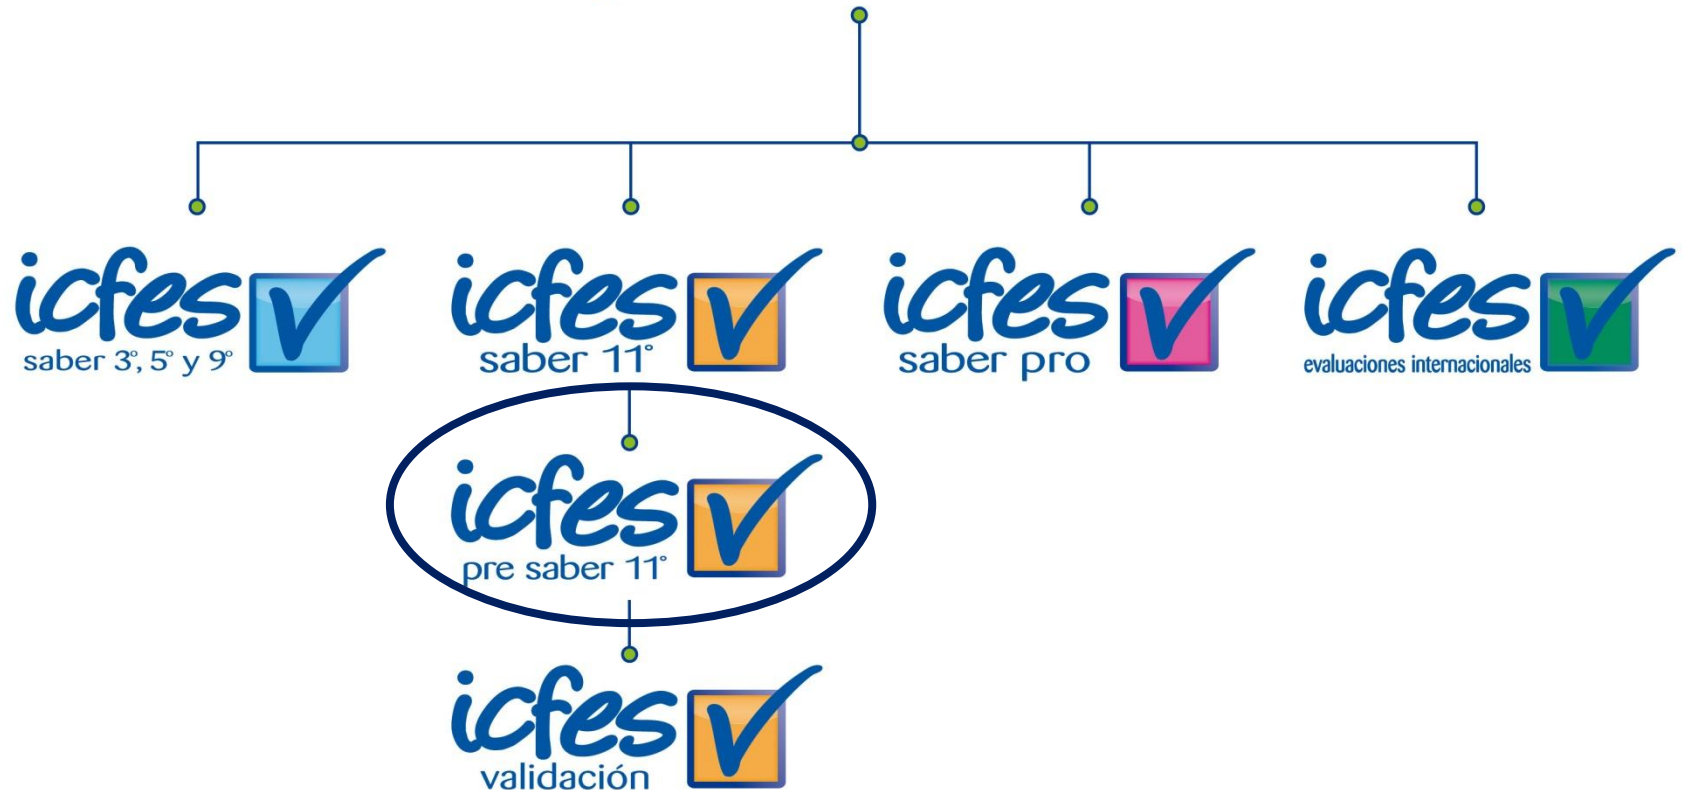 icfes
saber 3°, 5° y 9°
icfes
saber 11°
icfes
saber pro
icfes
evaluaciones internacionales
icfes
pre saber 11°
icfes
validación